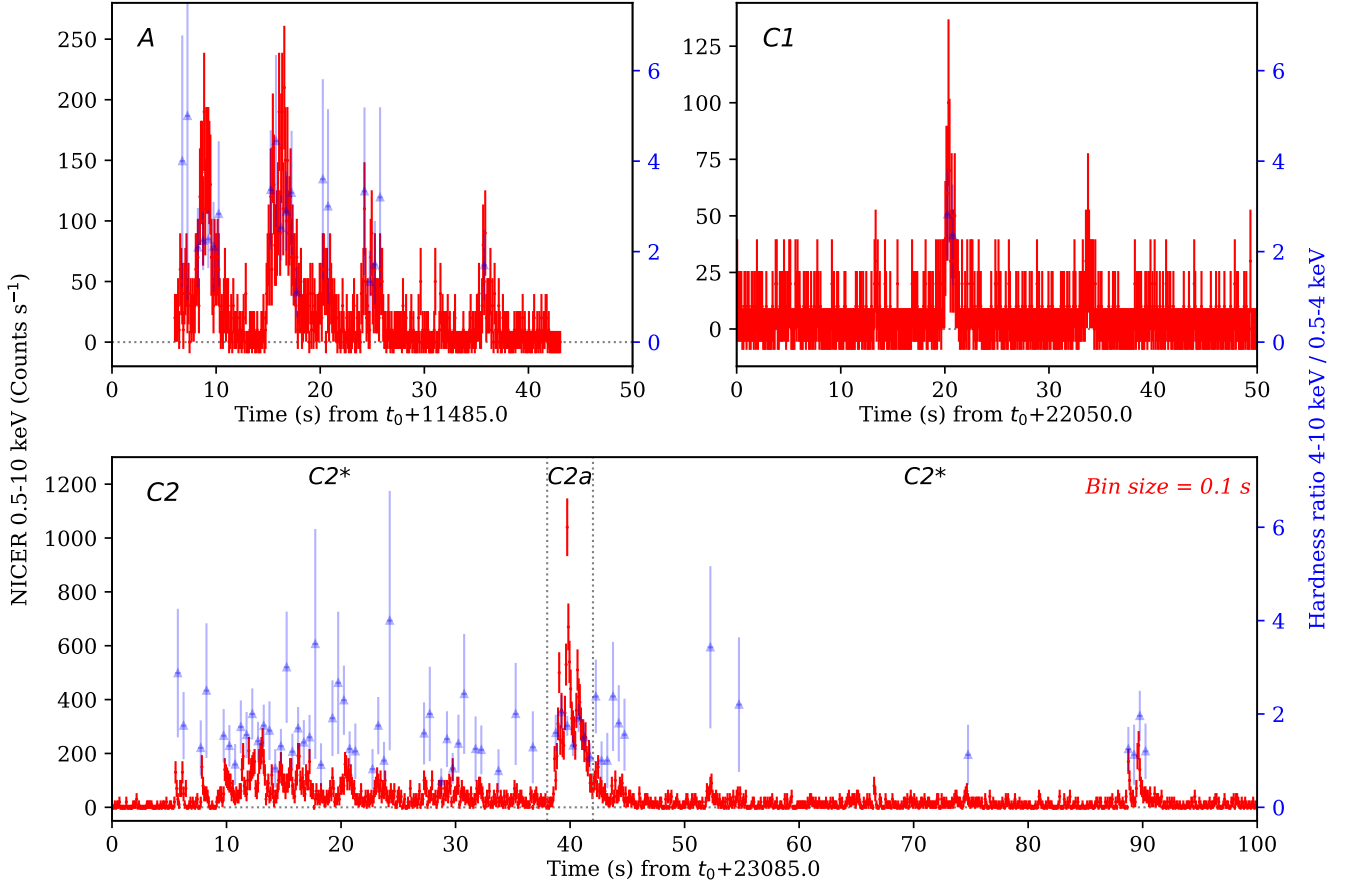 A
250
200
150
100
50
0
6
4
2
0
0 10 20 30 40 50
Time (s) from t₀+11485.0
C1
125
100
75
50
25
0
6
4
2
0
0 10 20 30 40 50
Time (s) from t₀+22050.0
NICER 0.5-10 keV (Counts s⁻¹)
Hardness ratio 4-10 keV / 0.5-4 keV
C2 C2* C2a C2* Bin size = 0.1 s
1200
1000
800
600
400
200
0
6
4
2
0
0 10 20 30 40 50 60 70 80 90 100
Time (s) from t₀+23085.0